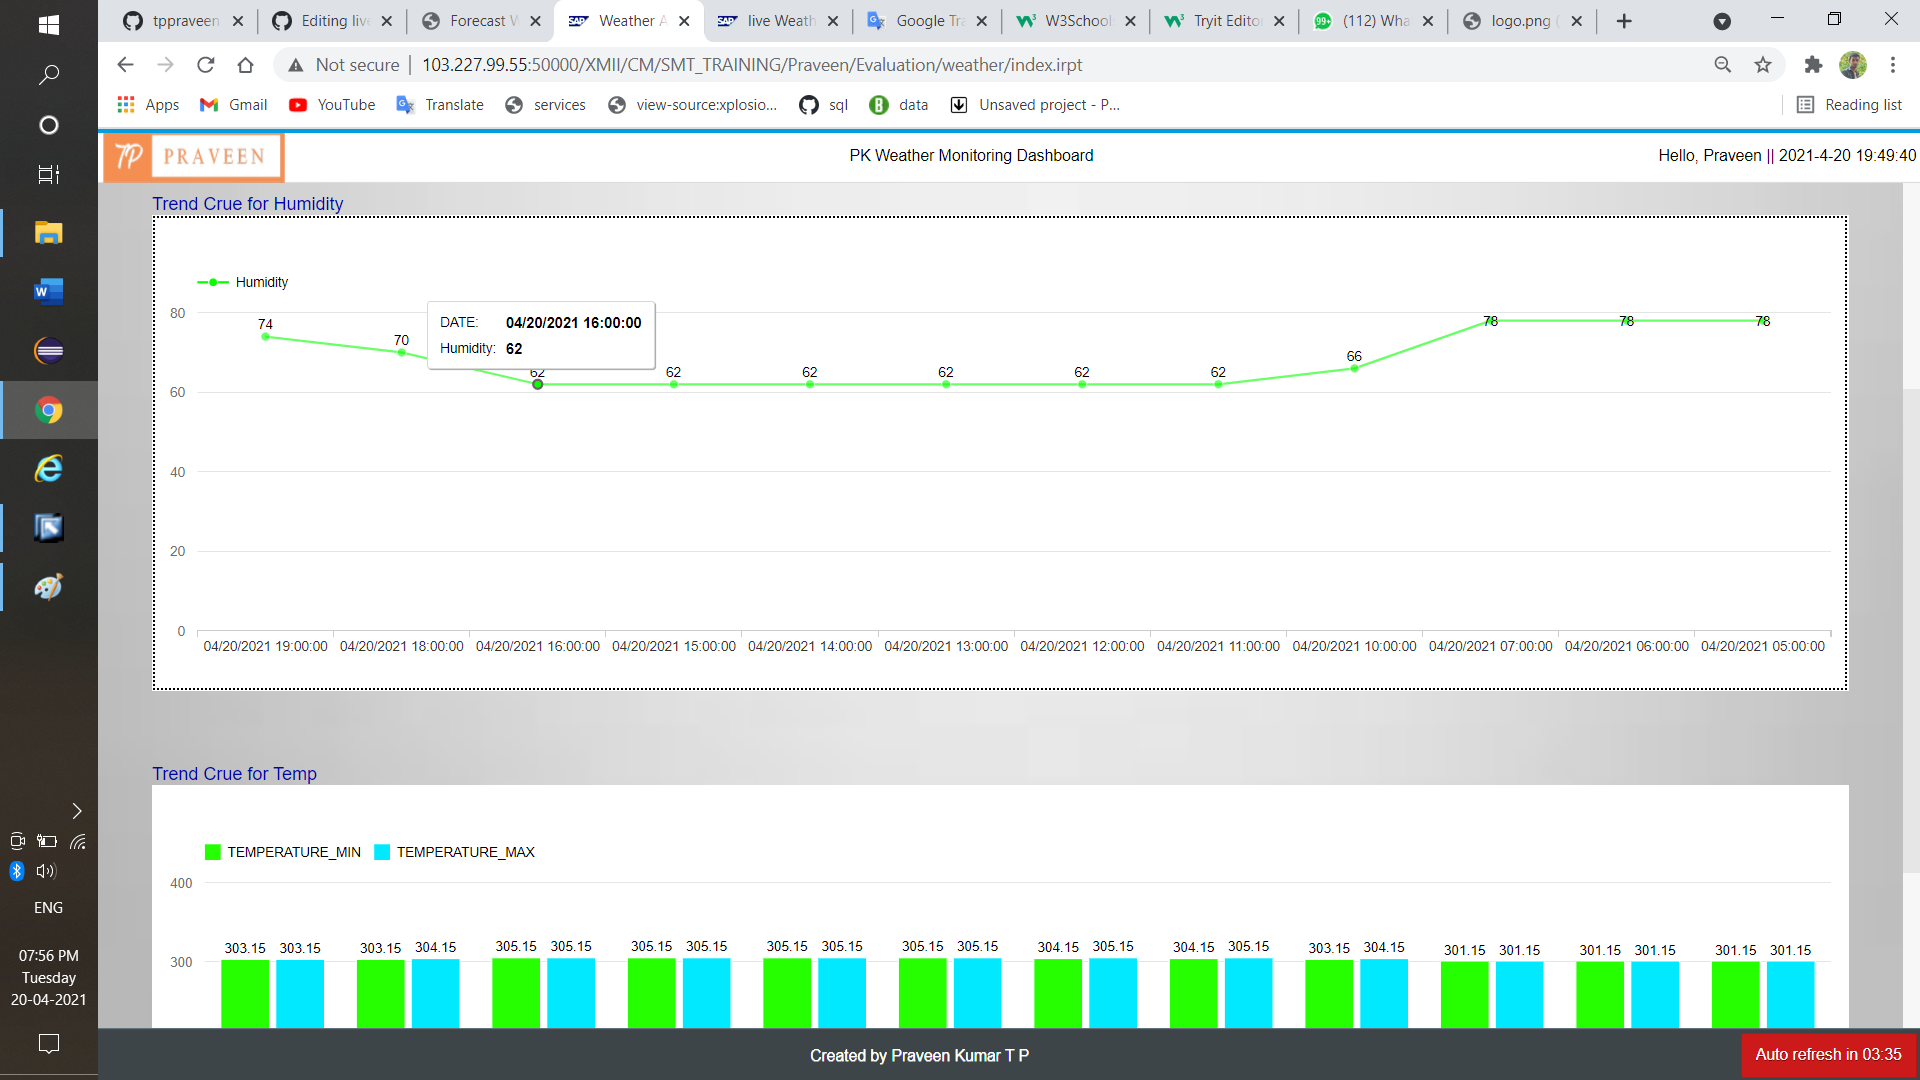 tppraveen
Editing live
Forecast W
Weather A
live Weath
Google Tra
W3School
Tryit Editor
(112) Wha
logo.png (
Not secure | 103.227.99.55:50000/XMII/CM/SMT_TRAINING/Praveen/Evaluation/weather/index.irpt
Apps Gmail YouTube Translate services view-source:xplosio... sql data Unsaved project - P... Reading list
TP PRAVEEN
PK Weather Monitoring Dashboard
Hello, Praveen || 2021-4-20 19:49:40
Trend Crue for Humidity
Humidity
DATE: 04/20/2021 16:00:00
Humidity: 62
74 70 62 62 62 62 62 62 66 78 78 78
80
60
40
20
0
04/20/2021 19:00:00 04/20/2021 18:00:00 04/20/2021 16:00:00 04/20/2021 15:00:00 04/20/2021 14:00:00 04/20/2021 13:00:00 04/20/2021 12:00:00 04/20/2021 11:00:00 04/20/2021 10:00:00 04/20/2021 07:00:00 04/20/2021 06:00:00 04/20/2021 05:00:00
Trend Crue for Temp
TEMPERATURE_MIN TEMPERATURE_MAX
400
303.15 303.15 303.15 304.15 305.15 305.15 305.15 305.15 305.15 305.15 305.15 305.15 304.15 305.15 304.15 305.15 303.15 304.15 301.15 301.15 301.15 301.15 301.15 301.15
300
Created by Praveen Kumar T P
Auto refresh in 03:35
ENG
07:56 PM
Tuesday
20-04-2021